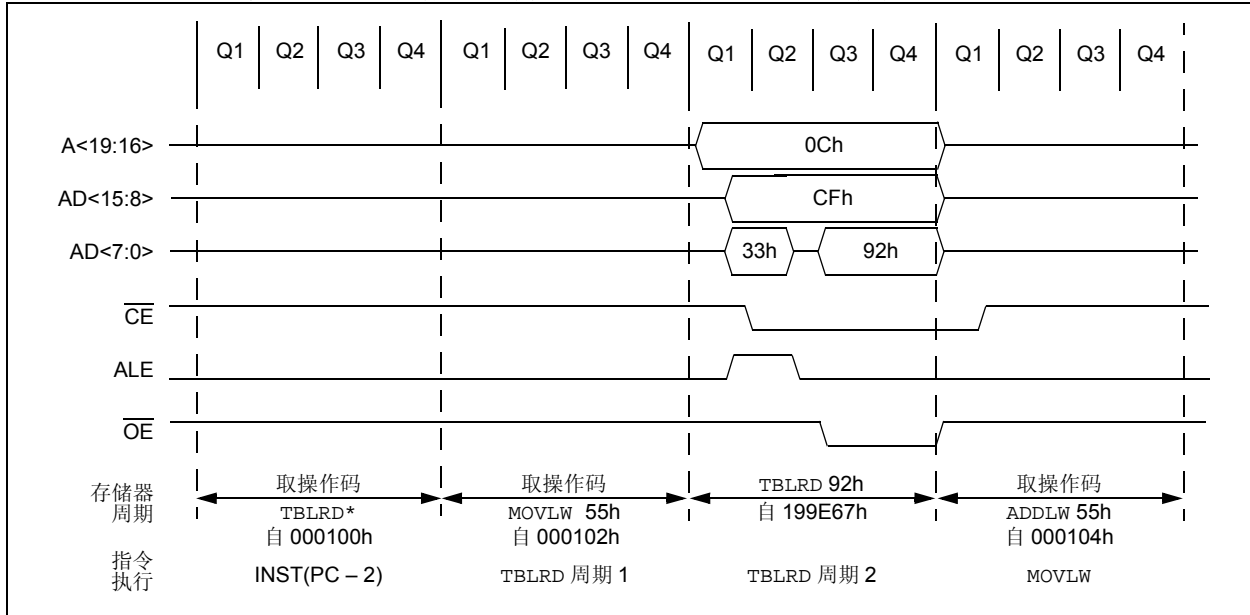 Q1 Q2 Q3 Q4 Q1 Q2 Q3 Q4 Q1 Q2 Q3 Q4 Q1 Q2 Q3 Q4
A<19:16> 0Ch
AD<15:8> CFh
AD<7:0> 33h 92h
CE
ALE
OE
存储器
周期
取操作码
TBLRD*
自 000100h
取操作码
MOVLW 55h
自 000102h
TBLRD 92h
自 199E67h
取操作码
ADDLW 55h
自 000104h
指令
执行
INST(PC – 2)
TBLRD 周期 1
TBLRD 周期 2
MOVLW